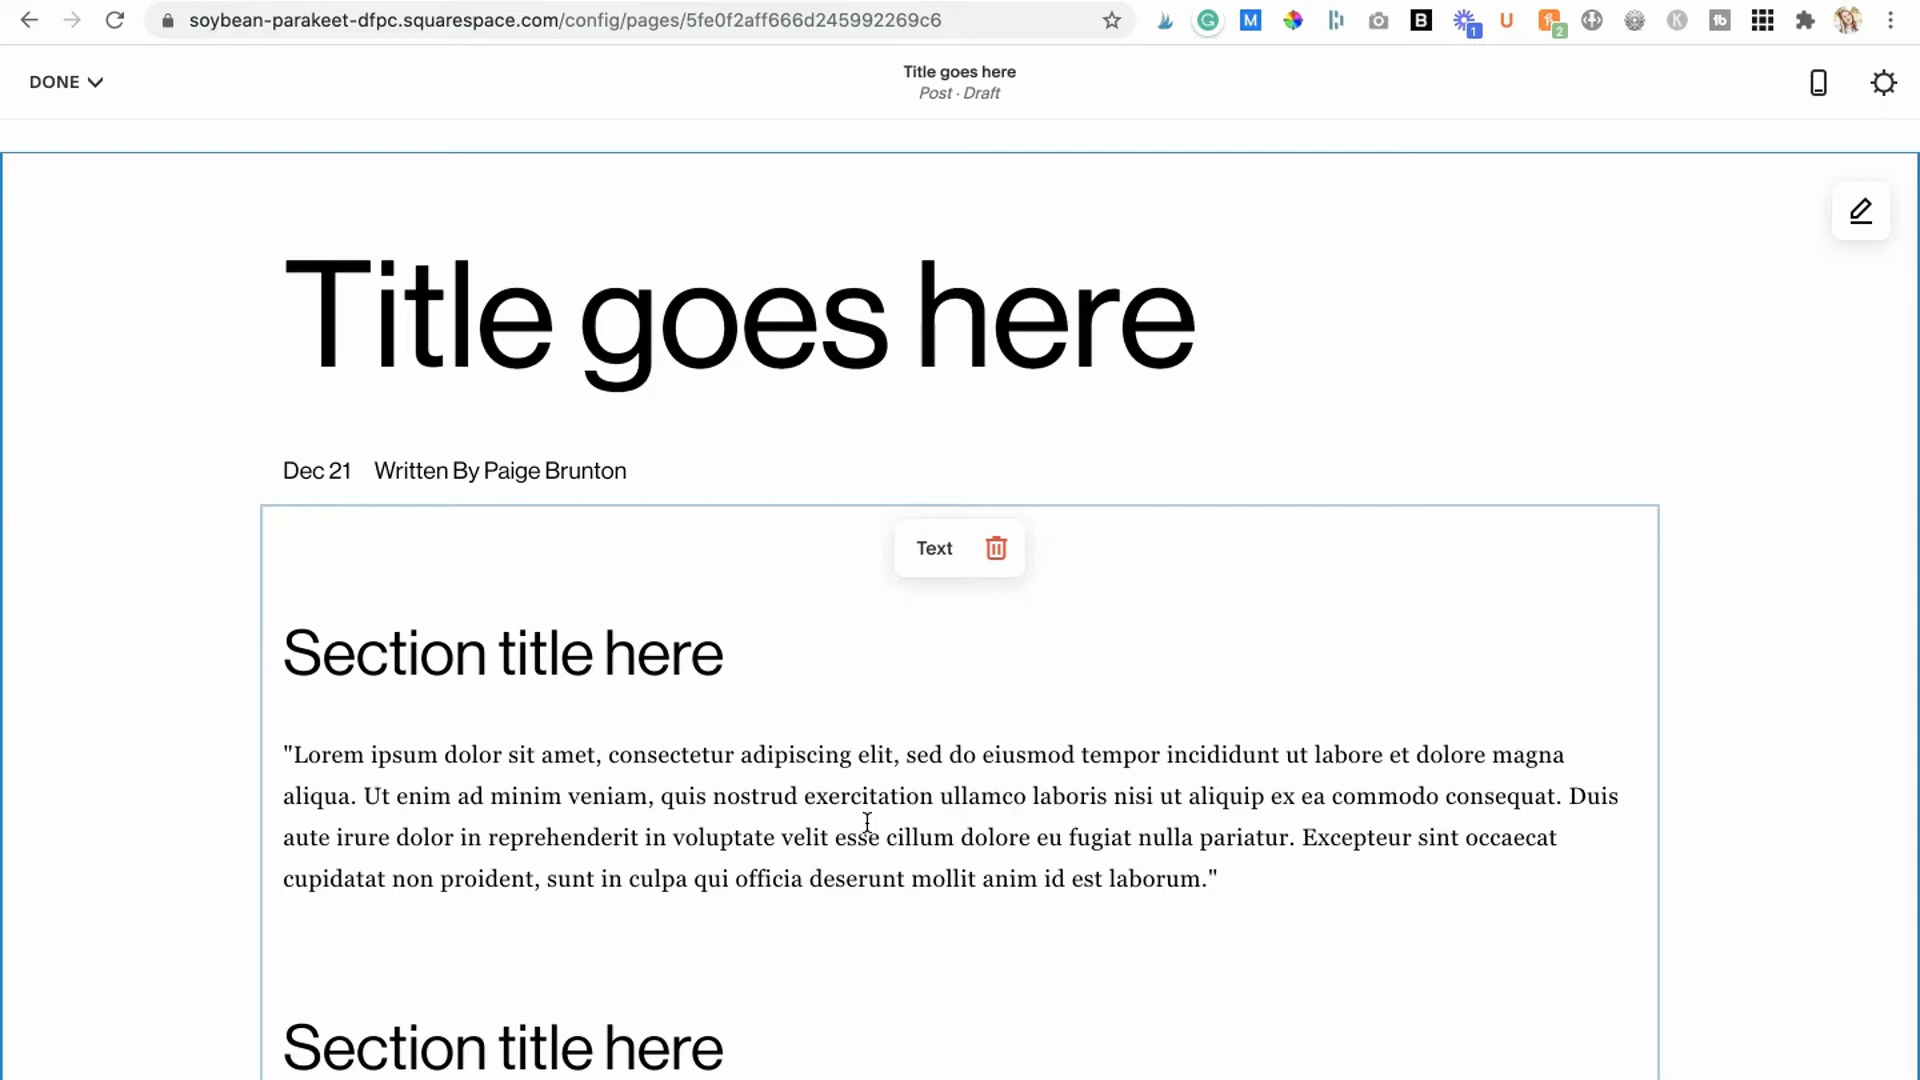 soybean-parakeet-dfpc.squarespace.com/config/pages/5fe0f2aff666d245992269c6
M
B
1
U
2
K
tb
DONE
Title goes here
Post · Draft
Title goes here
Dec 21 Written By Paige Brunton
Text
Section title here
"Lorem ipsum dolor sit amet, consectetur adipiscing elit, sed do eiusmod tempor incididunt ut labore et dolore magna
aliqua. Ut enim ad minim veniam, quis nostrud exercitation ullamco laboris nisi ut aliquip ex ea commodo consequat. Duis
aute irure dolor in reprehenderit in voluptate velit esse cillum dolore eu fugiat nulla pariatur. Excepteur sint occaecat
cupidatat non proident, sunt in culpa qui officia deserunt mollit anim id est laborum."
Section title here